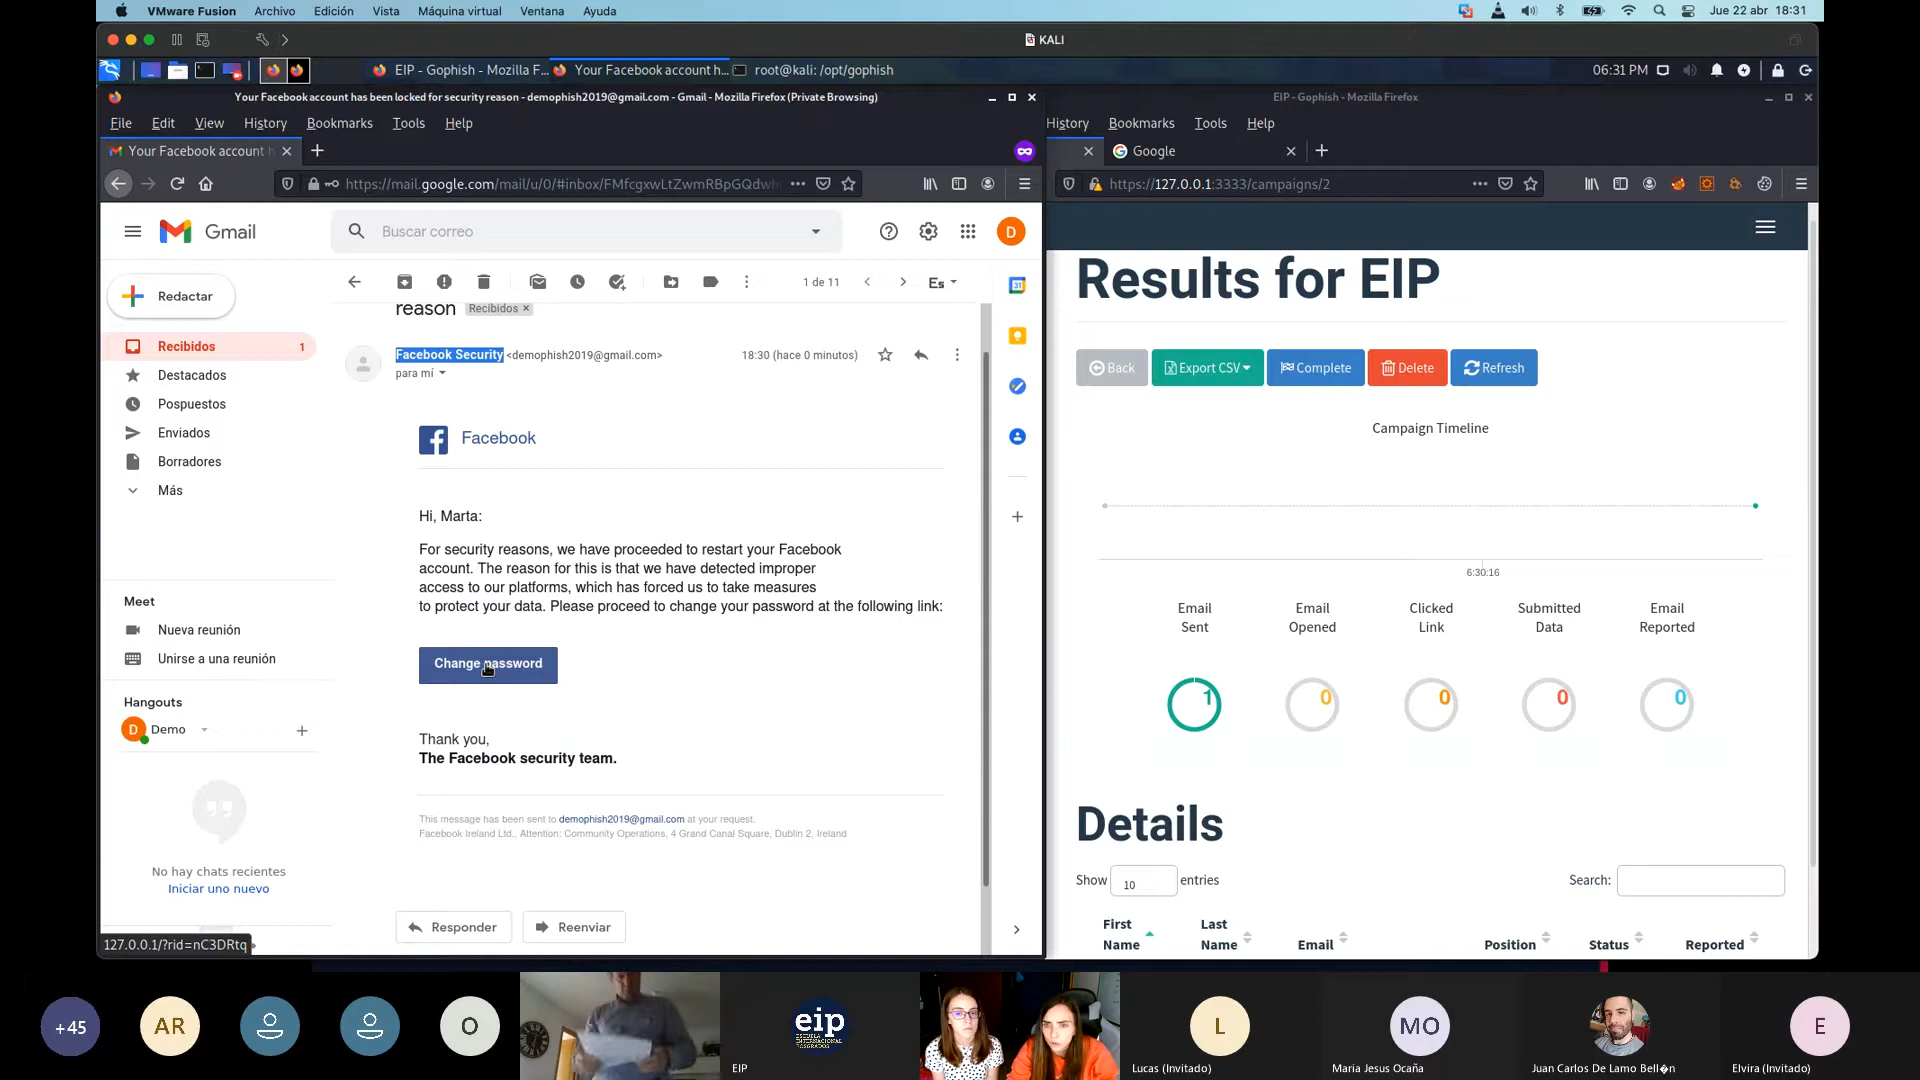 VMware Fusion Archivo Edición Vista Máquina virtual Ventana Ayuda
Jue 22 abr 18:31
KALI
EIP - Gophish - Mozilla F...
Your Facebook account h...
root@kali: /opt/gophish
06:31 PM
Your Facebook account has been locked for security reason - demophish2019@gmail.com - Gmail - Mozilla Firefox (Private Browsing)
File Edit View History Bookmarks Tools Help
Your Facebook account h
https://mail.google.com/mail/u/0/#inbox/FMfcgxwLtZwmRBpGQdwh
Gmail
Buscar correo
D
Redactar
1 de 11
Es
Recibidos 1
Destacados
Pospuestos
Enviados
Borradores
Más
Meet
Nueva reunión
Unirse a una reunión
Hangouts
D Demo
No hay chats recientes
Iniciar uno nuevo
127.0.0.1/?rid=nC3DRtq
reason Recibidos x
Facebook Security <demophish2019@gmail.com>
18:30 (hace 0 minutos)
para mí
Facebook
Hi, Marta:
For security reasons, we have proceeded to restart your Facebook
account. The reason for this is that we have detected improper
access to our platforms, which has forced us to take measures
to protect your data. Please proceed to change your password at the following link:
Change password
Thank you,
The Facebook security team.
This message has been sent to demophish2019@gmail.com at your request.
Facebook Ireland Ltd., Attention: Community Operations, 4 Grand Canal Square, Dublin 2, Ireland
Responder
Reenviar
31
EIP - Gophish - Mozilla Firefox
History Bookmarks Tools Help
Google
https://127.0.0.1:3333/campaigns/2
Results for EIP
Back
Export CSV
Complete
Delete
Refresh
Campaign Timeline
6:30:16
Email Sent
Email Opened
Clicked Link
Submitted Data
Email Reported
1
0
0
0
0
Details
Show 10 entries
Search:
First Name
Last Name
Email
Position
Status
Reported
+45
AR
O
eip
ESCUELA
INTERNACIONAL
POSGRADOS
EIP
L
Lucas (Invitado)
MO
Maria Jesus Ocaña
Juan Carlos De Lamo Bell�n
E
Elvira (Invitado)